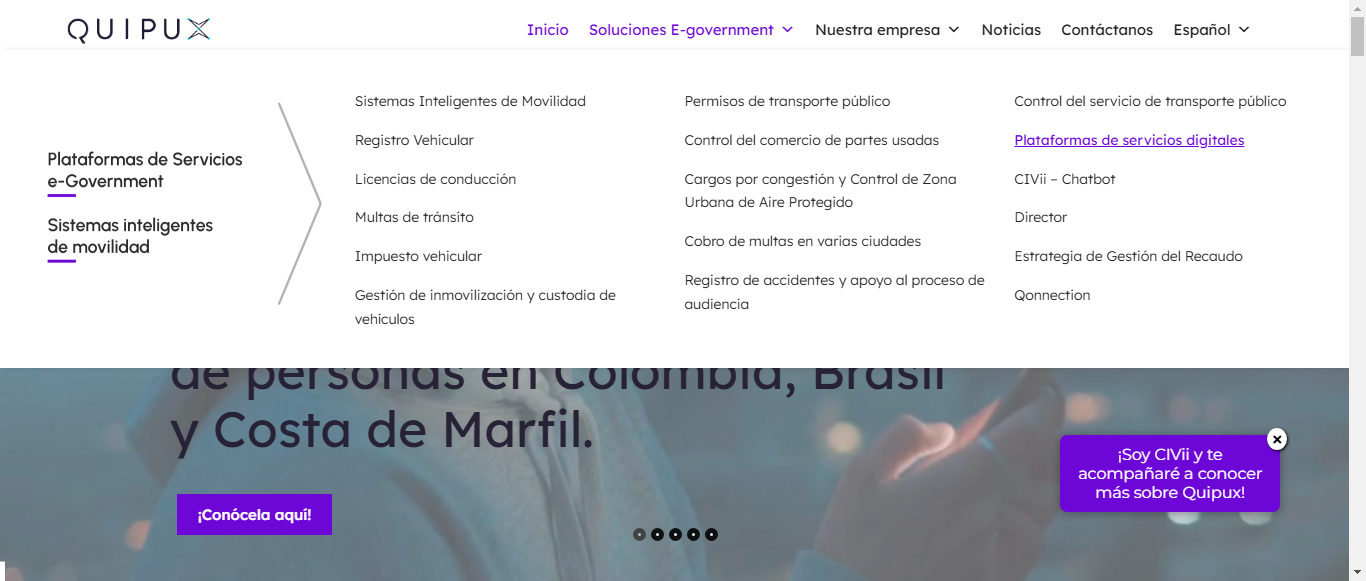 QUIPUX
Inicio
Soluciones E-government
Nuestra empresa
Noticias
Contáctanos
Español
Plataformas de Servicios
e-Government
Sistemas inteligentes
de movilidad
Sistemas Inteligentes de Movilidad
Registro Vehicular
Licencias de conducción
Multas de tránsito
Impuesto vehicular
Gestión de inmovilización y custodia de
vehículos
Permisos de transporte público
Control del comercio de partes usadas
Cargos por congestión y Control de Zona
Urbana de Aire Protegido
Cobro de multas en varias ciudades
Registro de accidentes y apoyo al proceso de
audiencia
Control del servicio de transporte público
Plataformas de servicios digitales
CIVii – Chatbot
Director
Estrategia de Gestión del Recaudo
Qonnection
de personas en Colombia, Brasil
y Costa de Marfil.
¡Conócela aquí!
¡Soy CIVii y te
acompañaré a conocer
más sobre Quipux!